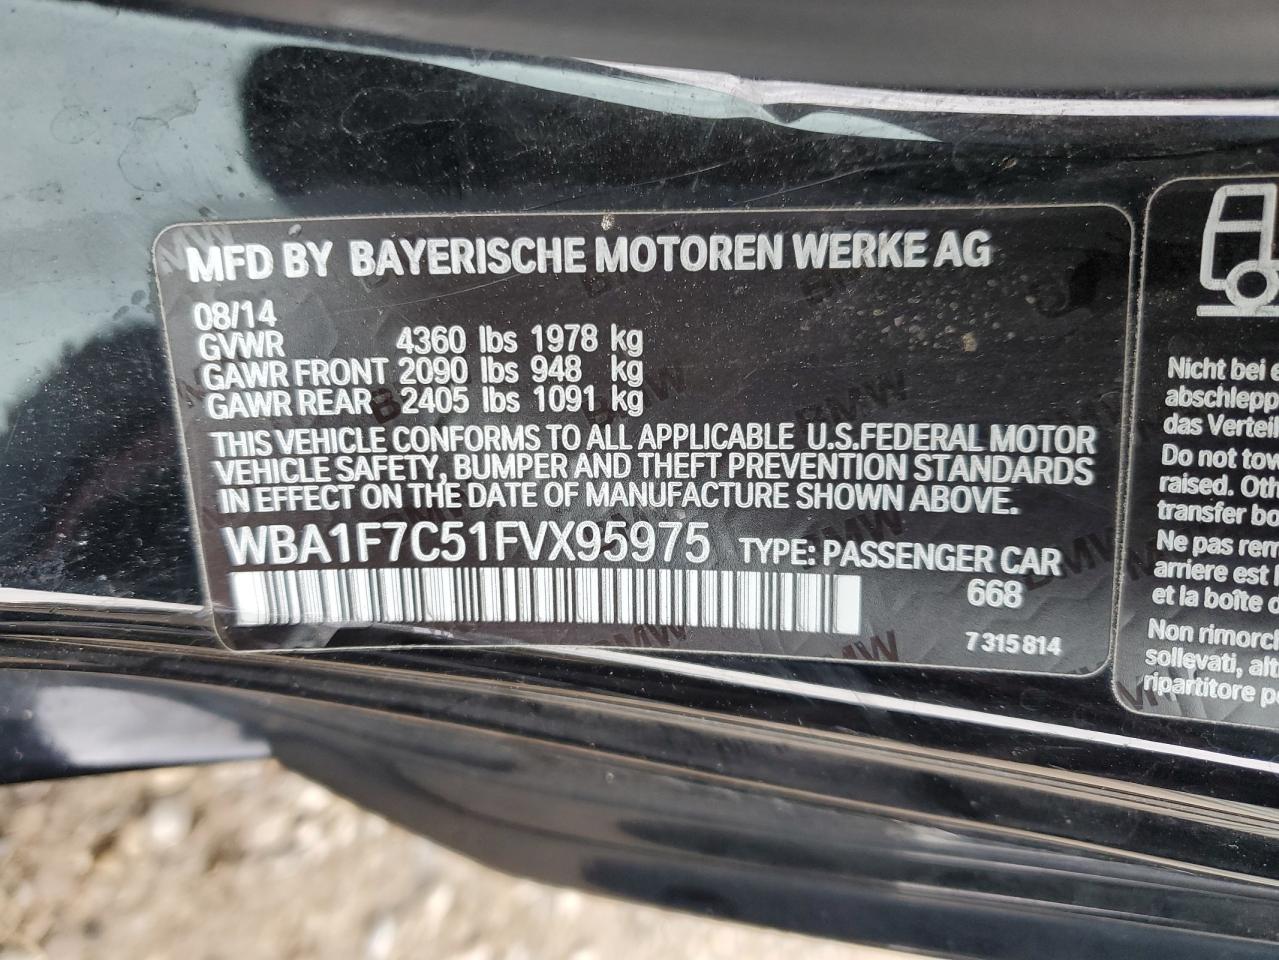 MFD BY BAYERISCHE MOTOREN WERKE AG
08/14
GVWR 4360 lbs 1978 kg
GAWR FRONT 2090 lbs 948 kg
GAWR REAR 2405 lbs 1091 kg
THIS VEHICLE CONFORMS TO ALL APPLICABLE U.S.FEDERAL MOTOR
VEHICLE SAFETY, BUMPER AND THEFT PREVENTION STANDARDS
IN EFFECT ON THE DATE OF MANUFACTURE SHOWN ABOVE.
WBA1F7C51FVX95975 TYPE: PASSENGER CAR
668
7 315 814
Nicht bei
abschlepp
das Verteil
Do not tow
raised. Oth
transfer bo
Ne pas rem
arriere est
et la boîte d
Non rimorc
sollevati, alt
ripartitore p